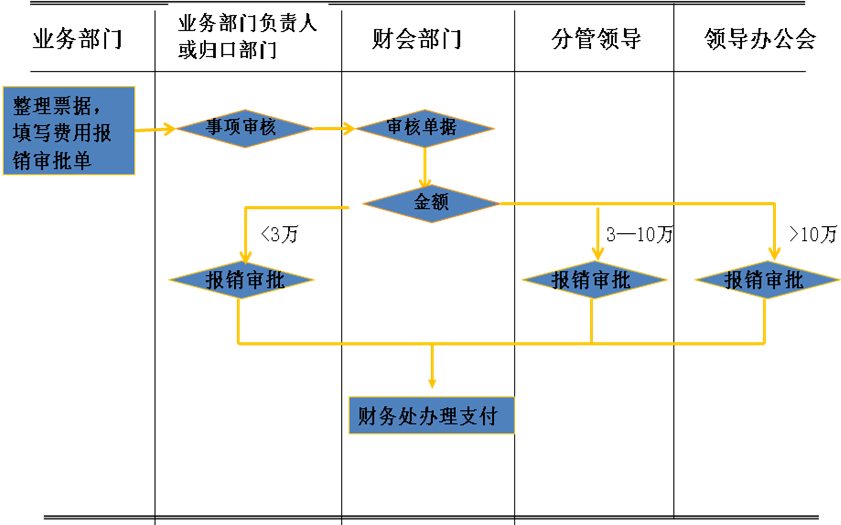 业务部门
业务部门负责人
或归口部门
财会部门
分管领导
领导办公会
整理票据，
填写费用报
销审批单
事项审核
审核单据
金额
<3万
3—10万
>10万
报销审批
报销审批
报销审批
财务处办理支付